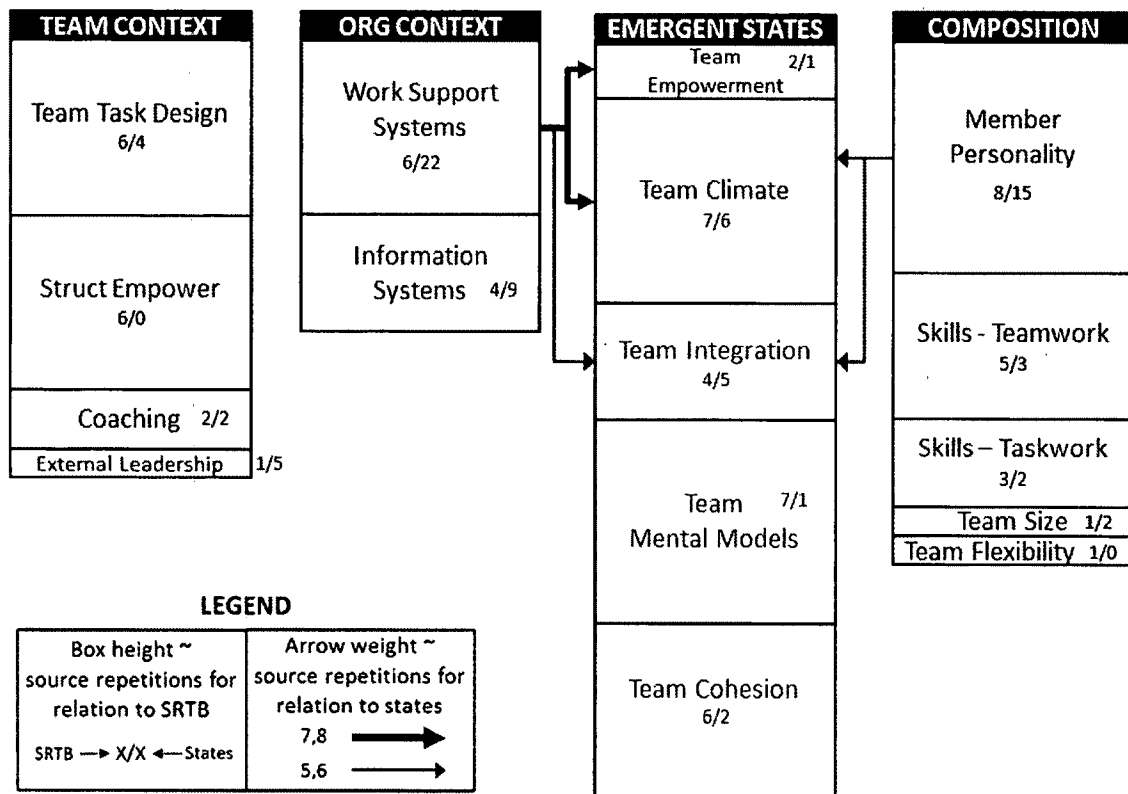 TEAM CONTEXT
Team Task Design
6/4
Struct Empower
6/0
Coaching 2/2
External Leadership 1/5
ORG CONTEXT
Work Support
Systems
6/22
Information
Systems 4/9
EMERGENT STATES
Team 2/1
Empowerment
Team Climate
7/6
Team Integration
4/5
Team 7/1
Mental Models
Team Cohesion
6/2
COMPOSITION
Member
Personality
8/15
Skills - Teamwork
5/3
Skills – Taskwork
3/2
Team Size 1/2
Team Flexibility 1/0
LEGEND
Box height ~
source repetitions for
relation to SRTB
SRTB X/X States
Arrow weight ~
source repetitions for
relation to states
7,8
5,6